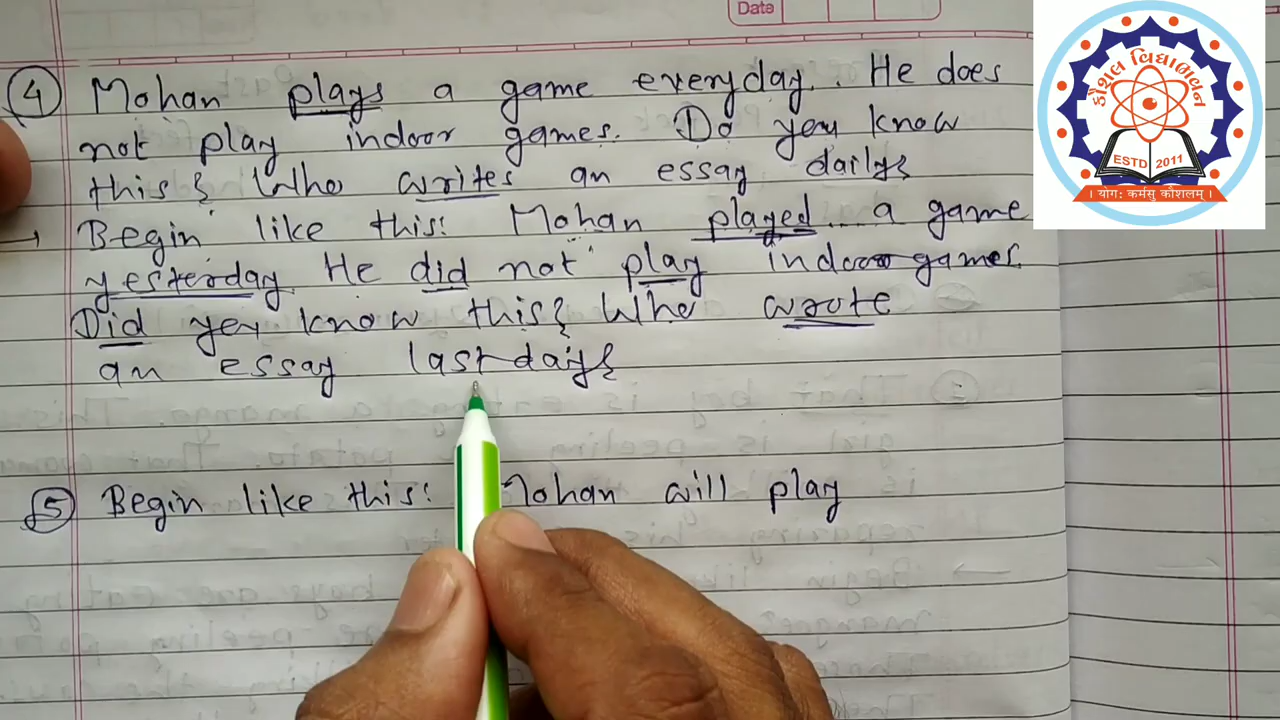 Date
④ Mohan plays a game everyday. He does
not play indoor games. Do you know
this? Who writes an essay daily?
→ Begin like this: Mohan played a game
yesterday. He did not play indoor games.
Did you know this? Who wrote
an essay last day?
⑤ Begin like this: Mohan will play
કૌશલ વિદ્યાભવન
ESTD 2011
। योगः कर्मसु कौशलम् ।